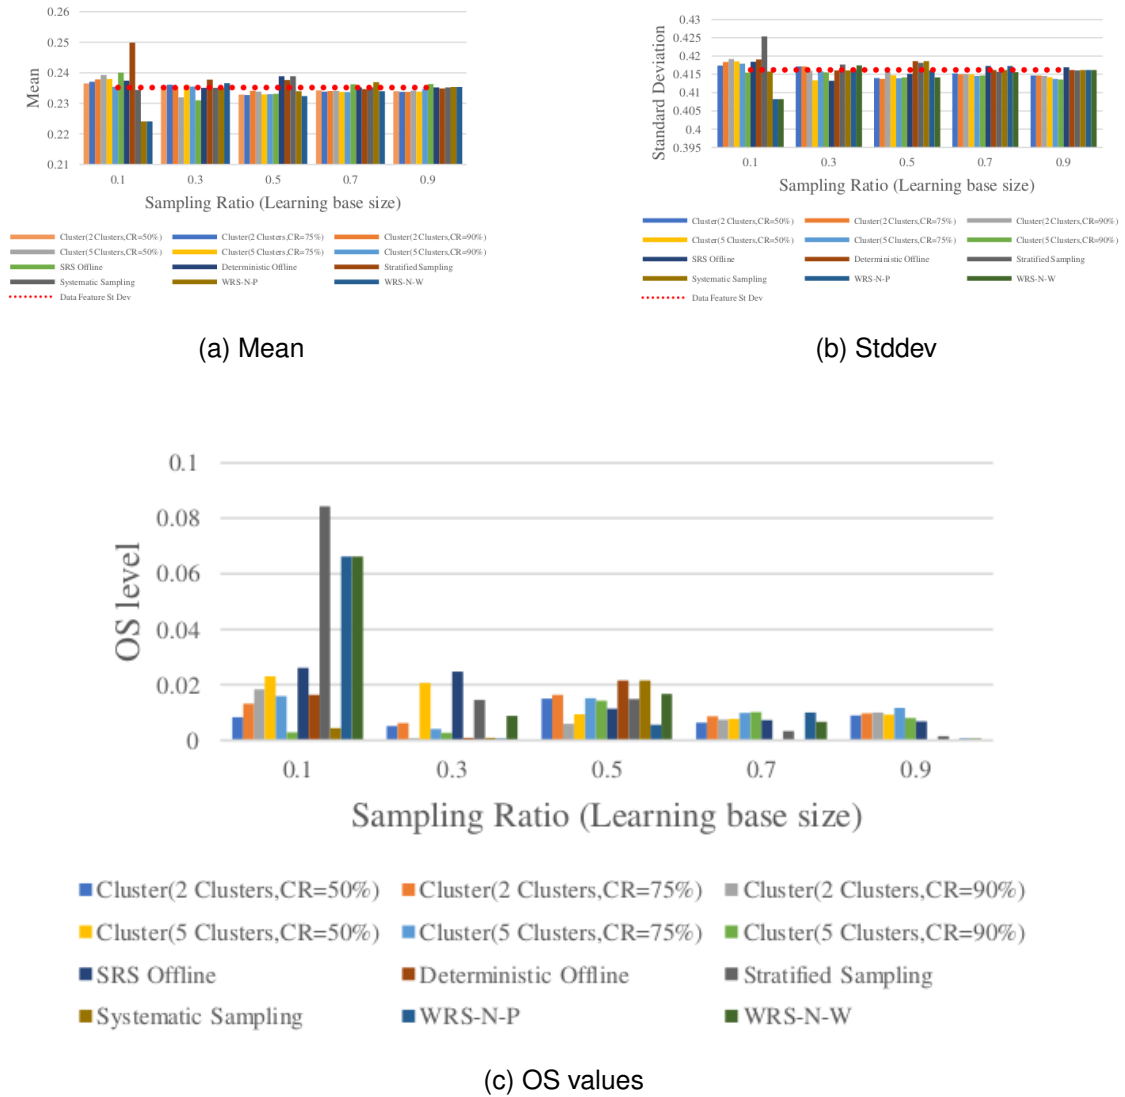 0.26
0.25
0.24
0.23
0.22
0.21
Mean
0.1 0.3 0.5 0.7 0.9
Sampling Ratio (Learning base size)
Cluster(2 Clusters,CR=50%) Cluster(2 Clusters,CR=75%) Cluster(2 Clusters,CR=90%)
Cluster(5 Clusters,CR=50%) Cluster(5 Clusters,CR=75%) Cluster(5 Clusters,CR=90%)
SRS Offline Deterministic Offline Stratified Sampling
Systematic Sampling WRS-N-P WRS-N-W
Data Feature St Dev
(a) Mean
0.43
0.425
0.42
0.415
0.41
0.405
0.4
0.395
Standard Deviation
0.1 0.3 0.5 0.7 0.9
Sampling Ratio (Learning base size)
Cluster(2 Clusters,CR=50%) Cluster(2 Clusters,CR=75%) Cluster(2 Clusters,CR=90%)
Cluster(5 Clusters,CR=50%) Cluster(5 Clusters,CR=75%) Cluster(5 Clusters,CR=90%)
SRS Offline Deterministic Offline Stratified Sampling
Systematic Sampling WRS-N-P WRS-N-W
Data Feature St Dev
(b) Stddev
0.1
0.08
0.06
0.04
0.02
0
OS level
0.1 0.3 0.5 0.7 0.9
Sampling Ratio (Learning base size)
Cluster(2 Clusters,CR=50%) Cluster(2 Clusters,CR=75%) Cluster(2 Clusters,CR=90%)
Cluster(5 Clusters,CR=50%) Cluster(5 Clusters,CR=75%) Cluster(5 Clusters,CR=90%)
SRS Offline Deterministic Offline Stratified Sampling
Systematic Sampling WRS-N-P WRS-N-W
(c) OS values